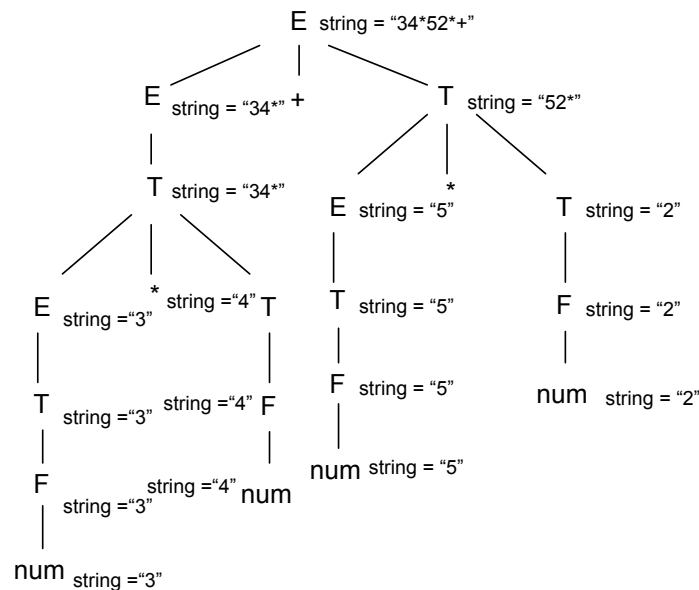 E string = “34*52*+”
E string = “34*” + T string = “52*”
T string = “34*” *
E string = “5” T string = “2”
E string =“3” * string =“4” T T string = “5” F string = “2”
T string =“3” string =“4” F F string = “5” num string = “2”
F string =“3” string =“4” num num string = “5”
num string =“3”